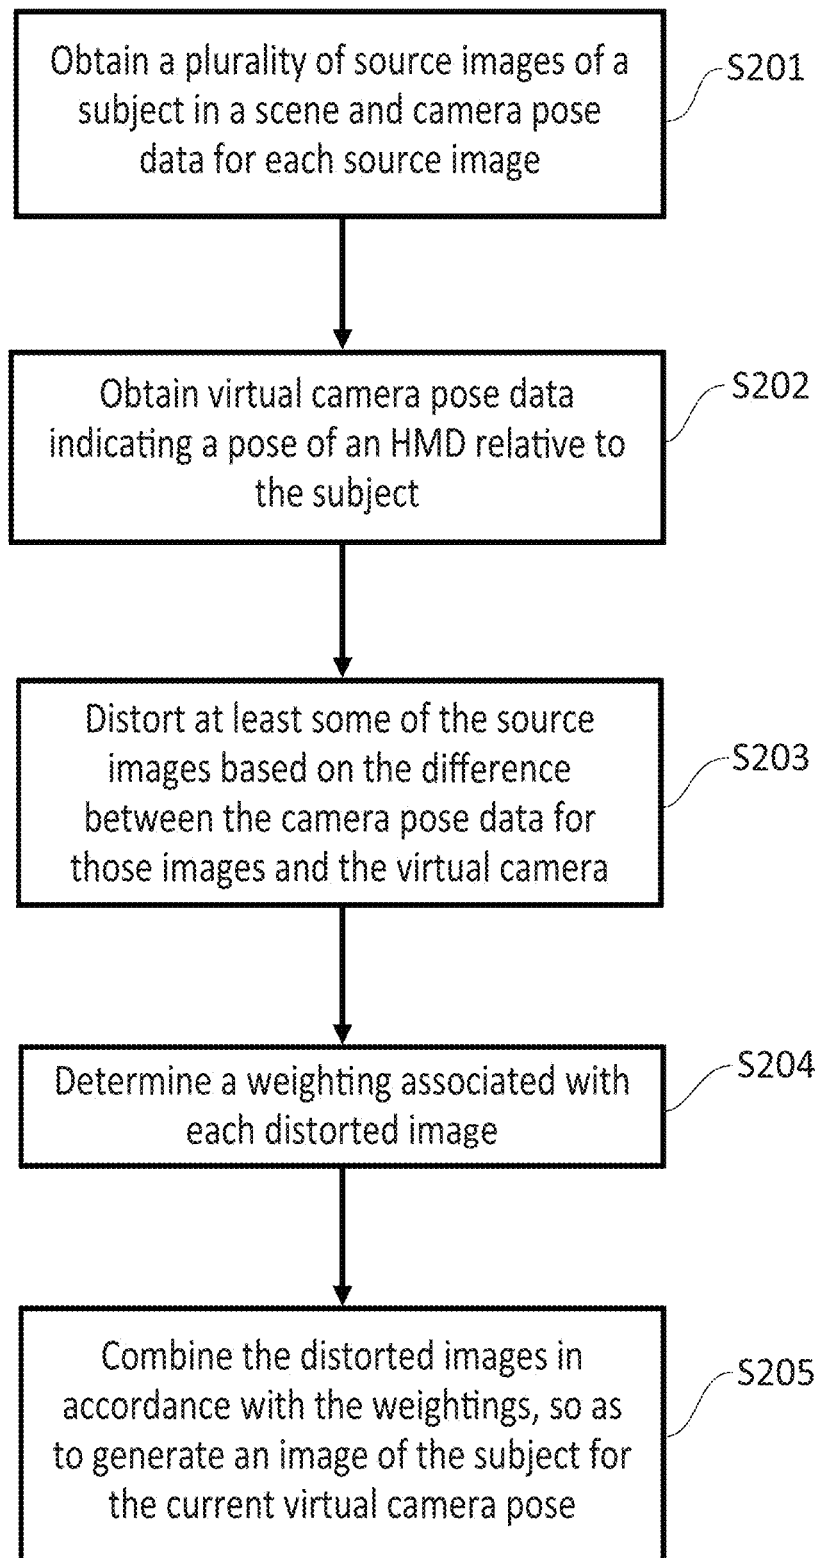 Obtain a plurality of source images of a
subject in a scene and camera pose
data for each source image
S201
Obtain virtual camera pose data
indicating a pose of an HMD relative to
the subject
S202
Distort at least some of the source
images based on the difference
between the camera pose data for
those images and the virtual camera
S203
Determine a weighting associated with
each distorted image
S204
Combine the distorted images in
accordance with the weightings, so as
to generate an image of the subject for
the current virtual camera pose
S205